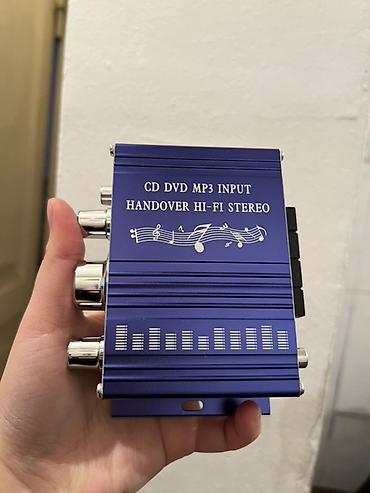 CD DVD MP3 INPUT
HANDOVER HI-FI STEREO